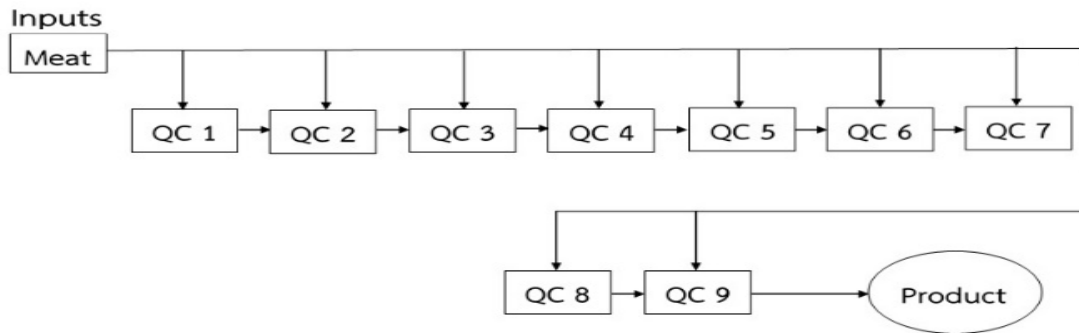 Inputs
Meat
QC 1
QC 2
QC 3
QC 4
QC 5
QC 6
QC 7
QC 8
QC 9
Product